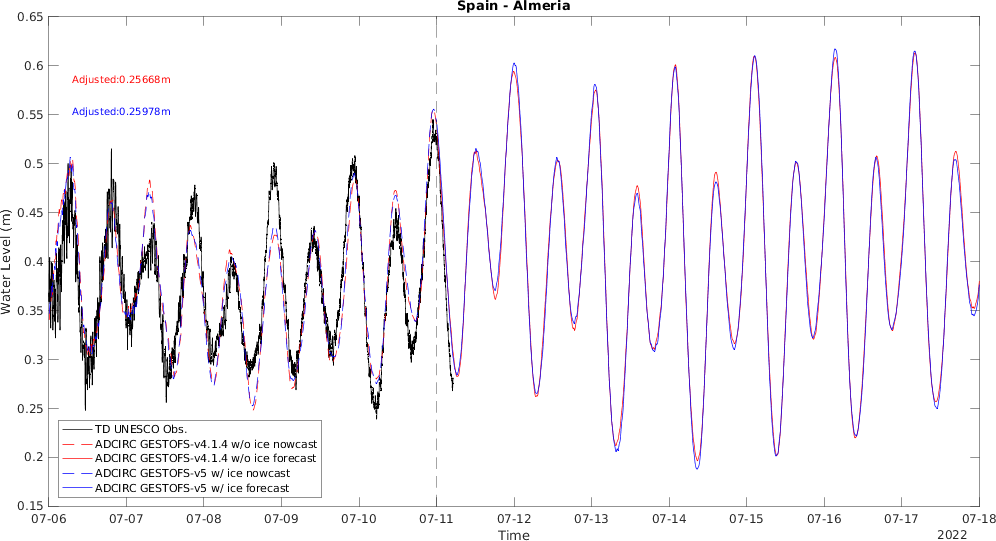 Spain - Almeria
0.65
0.6
0.55
0.5
0.45
0.4
0.35
0.3
0.25
0.2
0.15
Water Level (m)
Adjusted:0.25668m
Adjusted:0.25978m
TD UNESCO Obs.
ADCIRC GESTOFS-v4.1.4 w/o ice nowcast
ADCIRC GESTOFS-v4.1.4 w/o ice forecast
ADCIRC GESTOFS-v5 w/ ice nowcast
ADCIRC GESTOFS-v5 w/ ice forecast
07-06 07-07 07-08 07-09 07-10 07-11 07-12 07-13 07-14 07-15 07-16 07-17 07-18
Time
2022